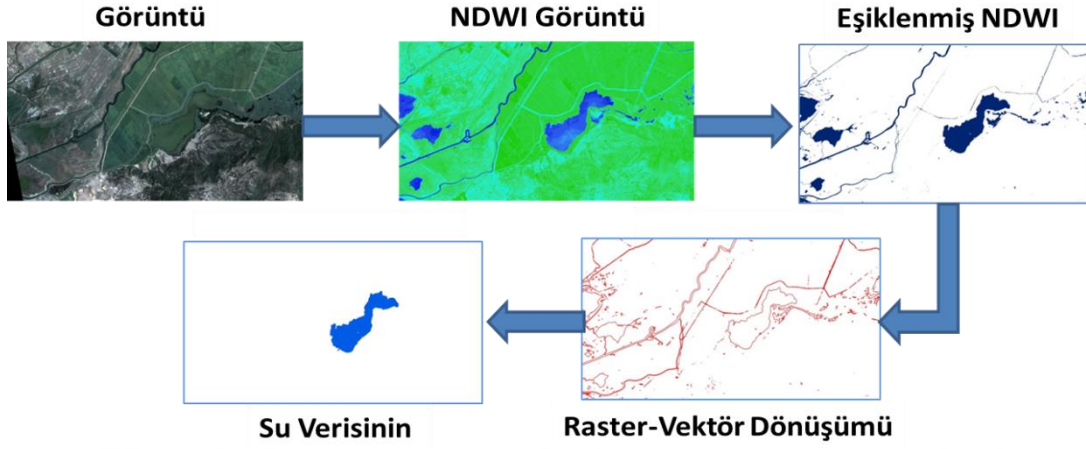 Görüntü
NDWI Görüntü
Eşiklenmiş NDWI
Su Verisinin
Raster-Vektör Dönüşümü